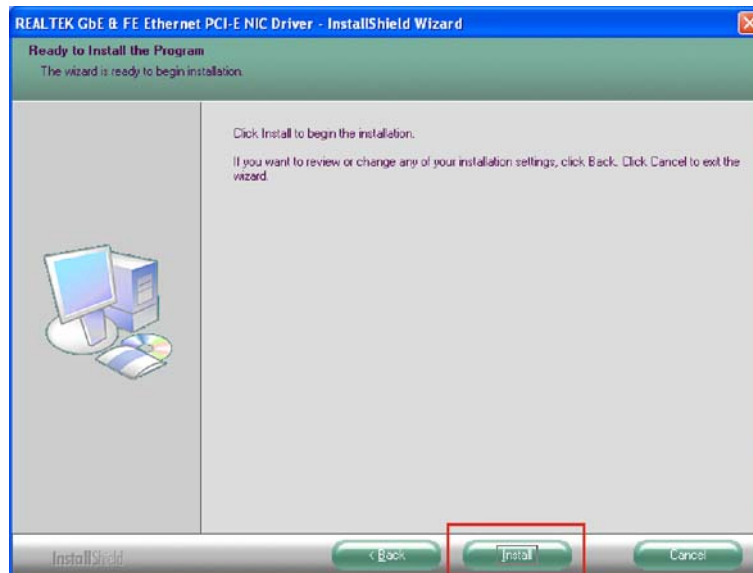 REALTEK GbE & FE Ethernet PCI-E NIC Driver - InstallShield Wizard
Ready to Install the Program
The wizard is ready to begin installation.
Click Install to begin the installation.
If you want to review or change any of your installation settings, click Back. Click Cancel to exit the
wizard.
InstallShield
< Back
Install
Cancel